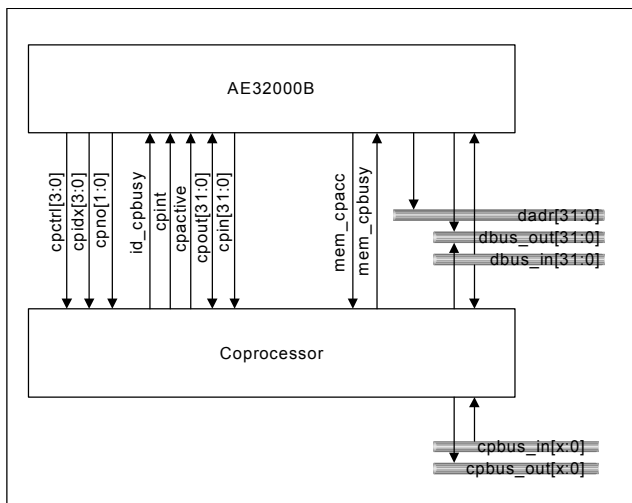 AE32000B
cpctrl[3:0]
cpidx[3:0]
cpno[1:0]
id_cpbusy
cpint
cpactive
cpout[31:0]
cpin[31:0]
mem_cpacc
mem_cpbusy
dadr[31:0]
dbus_out[31:0]
dbus_in[31:0]
Coprocessor
cpbus_in[x:0]
cpbus_out[x:0]